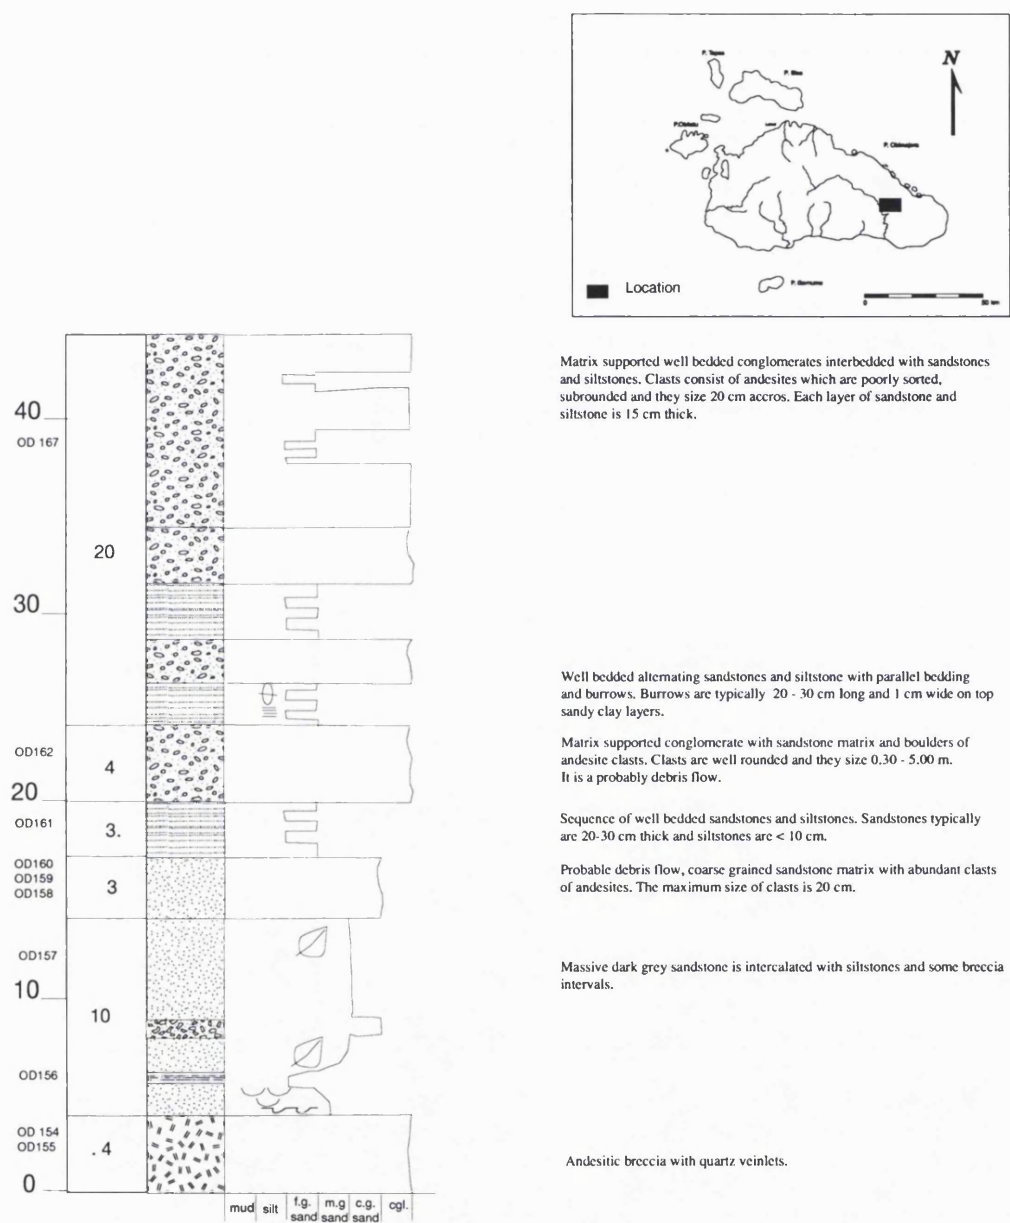 P. Tapas
P. Bisa
N
P.Obilatu
Laiwui
P. Obimajora
P. Gomumu
Location
0
50 km
Matrix supported well bedded conglomerates interbedded with sandstones
and siltstones. Clasts consist of andesites which are poorly sorted,
subrounded and they size 20 cm accros. Each layer of sandstone and
siltstone is 15 cm thick.
40
OD 167
20
30
Well bedded alternating sandstones and siltstone with parallel bedding
and burrows. Burrows are typically 20 - 30 cm long and 1 cm wide on top
sandy clay layers.
OD162
4
Matrix supported conglomerate with sandstone matrix and boulders of
andesite clasts. Clasts are well rounded and they size 0.30 - 5.00 m.
It is a probably debris flow.
20
OD161
3.
Sequence of well bedded sandstones and siltstones. Sandstones typically
are 20-30 cm thick and siltstones are < 10 cm.
OD160
OD159
OD158
3
Probable debris flow, coarse grained sandstone matrix with abundant clasts
of andesites. The maximum size of clasts is 20 cm.
OD157
10
10
Massive dark grey sandstone is intercalated with siltstones and some breccia
intervals.
OD156
OD 154
OD155
. 4
Andesitic breccia with quartz veinlets.
0
mud
silt
f.g.
sand
m.g
sand
c.g.
sand
cgl.